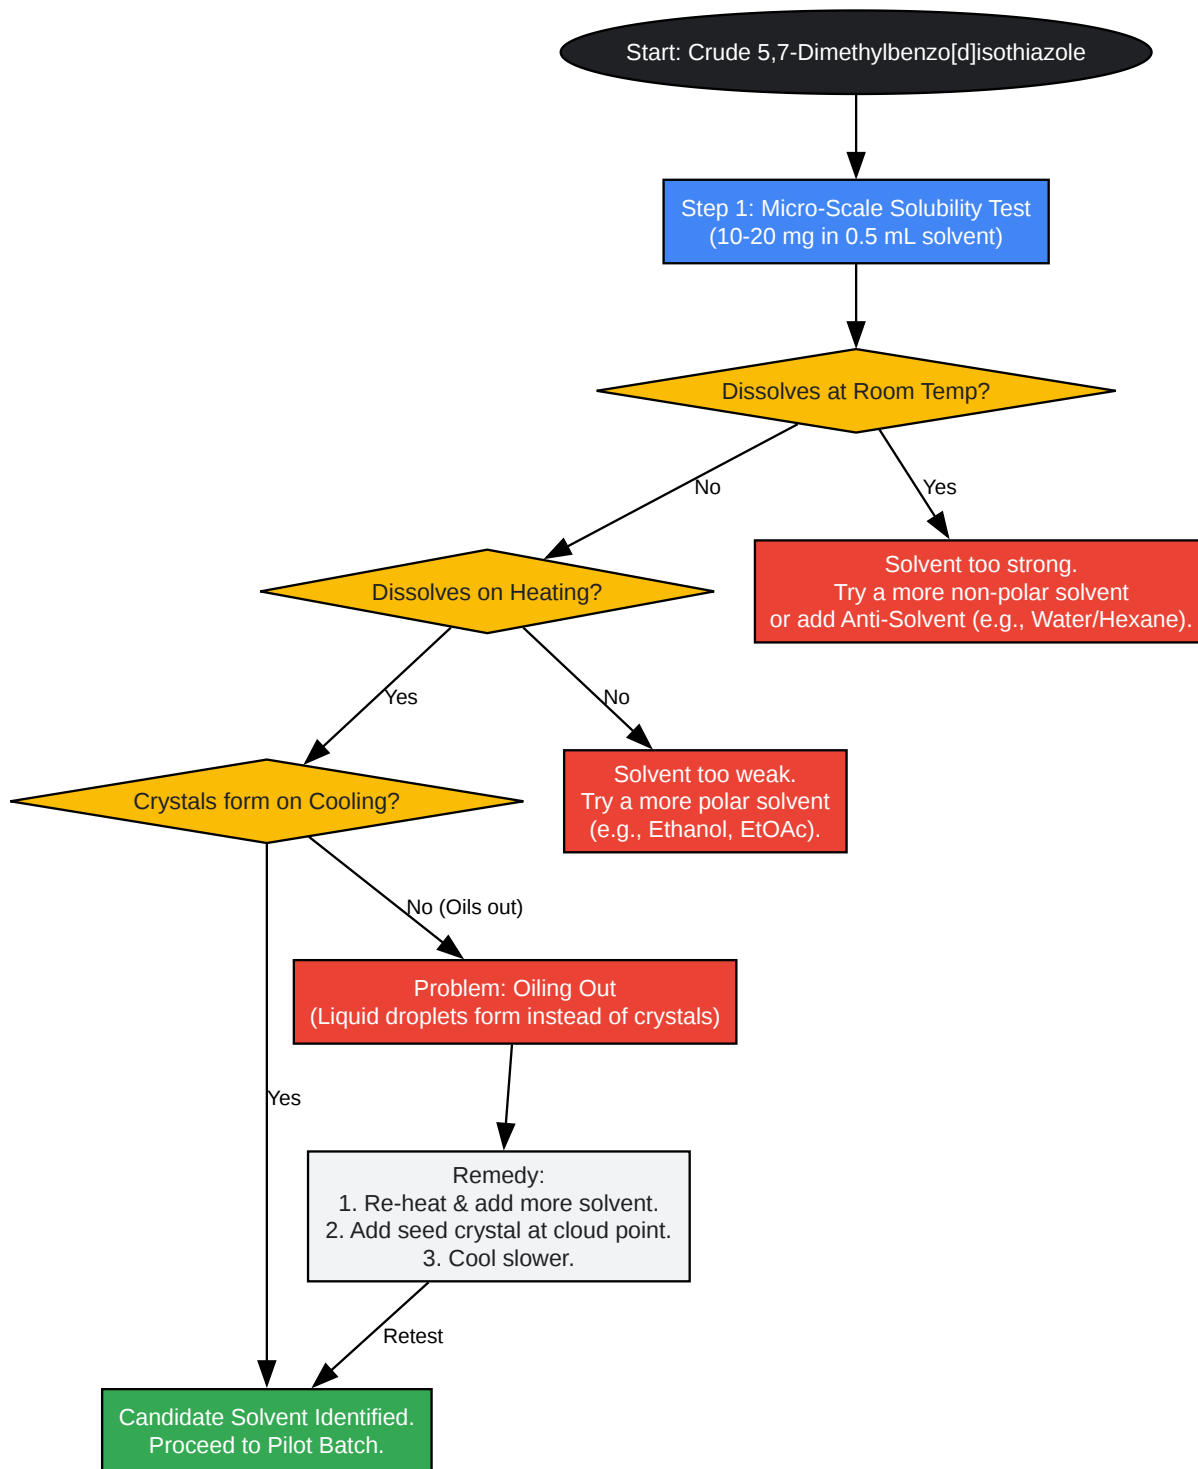 Start: Crude 5,7-Dimethylbenzo[d]isothiazole
Step 1: Micro-Scale Solubility Test
(10-20 mg in 0.5 mL solvent)
Dissolves at Room Temp?
No
Yes
Solvent too strong.
Try a more non-polar solvent
or add Anti-Solvent (e.g., Water/Hexane).
Dissolves on Heating?
Yes
No
Solvent too weak.
Try a more polar solvent
(e.g., Ethanol, EtOAc).
Crystals form on Cooling?
No (Oils out)
Problem: Oiling Out
(Liquid droplets form instead of crystals)
Yes
Remedy:
1. Re-heat & add more solvent.
2. Add seed crystal at cloud point.
3. Cool slower.
Retest
Candidate Solvent Identified.
Proceed to Pilot Batch.